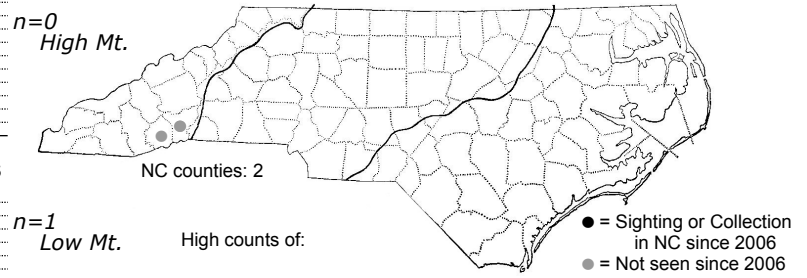 n=0
High Mt.
NC counties: 2
n=1
Low Mt.
High counts of:
= Sighting or Collection
in NC since 2006
= Not seen since 2006